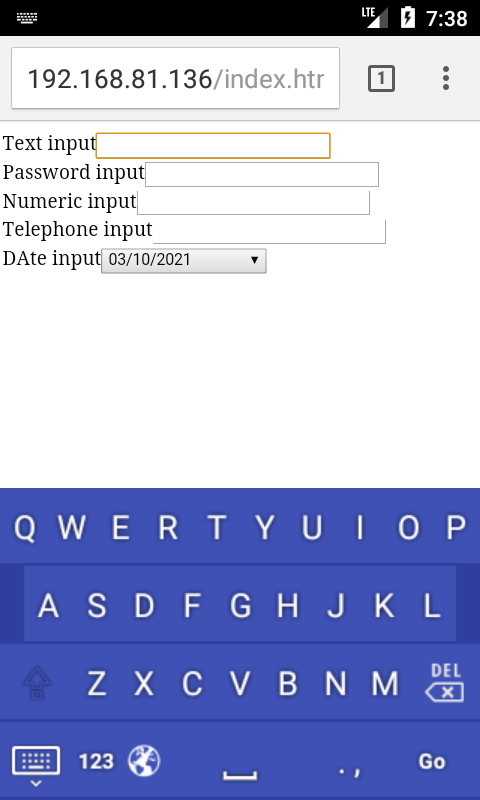 LTE 7:38
192.168.81.136/index.htr 1
Text input
Password input
Numeric input
Telephone input
DAte input 03/10/2021
Q W E R T Y U I O P
A S D F G H J K L
Z X C V B N M DEL
123 . , Go